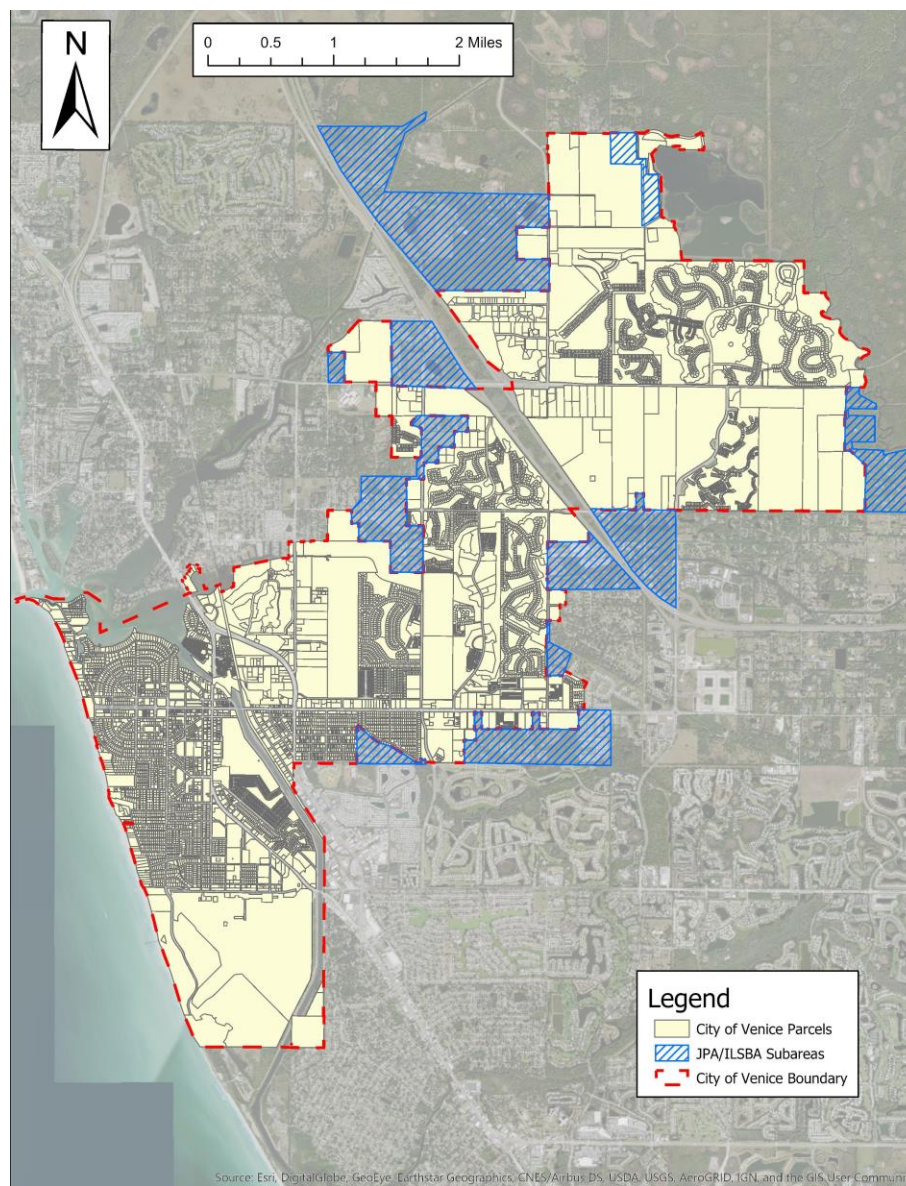 N
0 0.5 1 2 Miles
Legend
City of Venice Parcels
JPA/ILSBA Subareas
City of Venice Boundary
Source: Esri, DigitalGlobe, GeoEye, Earthstar Geographics, CNES/Airbus DS, USDA, USGS, AeroGRID, IGN, and the GIS User Communi